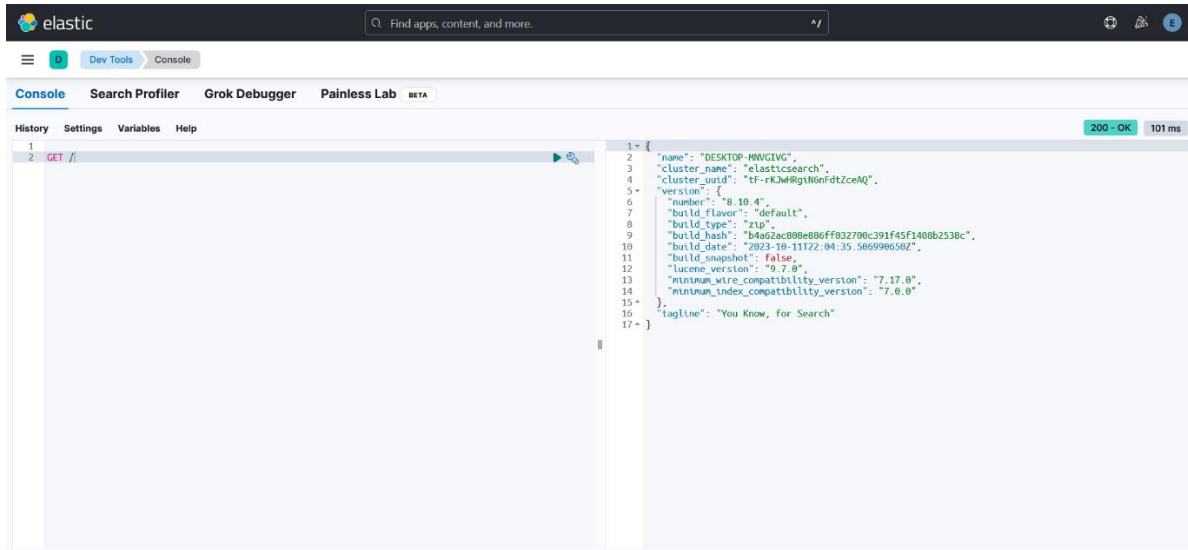 elastic
Find apps, content, and more.
^/
E
D
Dev Tools
Console
Console Search Profiler Grok Debugger Painless Lab BETA
History Settings Variables Help
200 - OK 101 ms
1
2 GET /
1 {
2 "name": "DESKTOP-MNVGIVG",
3 "cluster_name": "elasticsearch",
4 "cluster_uuid": "tF-rKJwHRgiN6nFdtZceAQ",
5 "version": {
6 "number": "8.10.4",
7 "build_flavor": "default",
8 "build_type": "zip",
9 "build_hash": "b4a62ac808e886ff032700c391f45f1408b2538c",
10 "build_date": "2023-10-11T22:04:35.506990650Z",
11 "build_snapshot": false,
12 "lucene_version": "9.7.0",
13 "minimum_wire_compatibility_version": "7.17.0",
14 "minimum_index_compatibility_version": "7.0.0"
15 },
16 "tagline": "You Know, for Search"
17 }